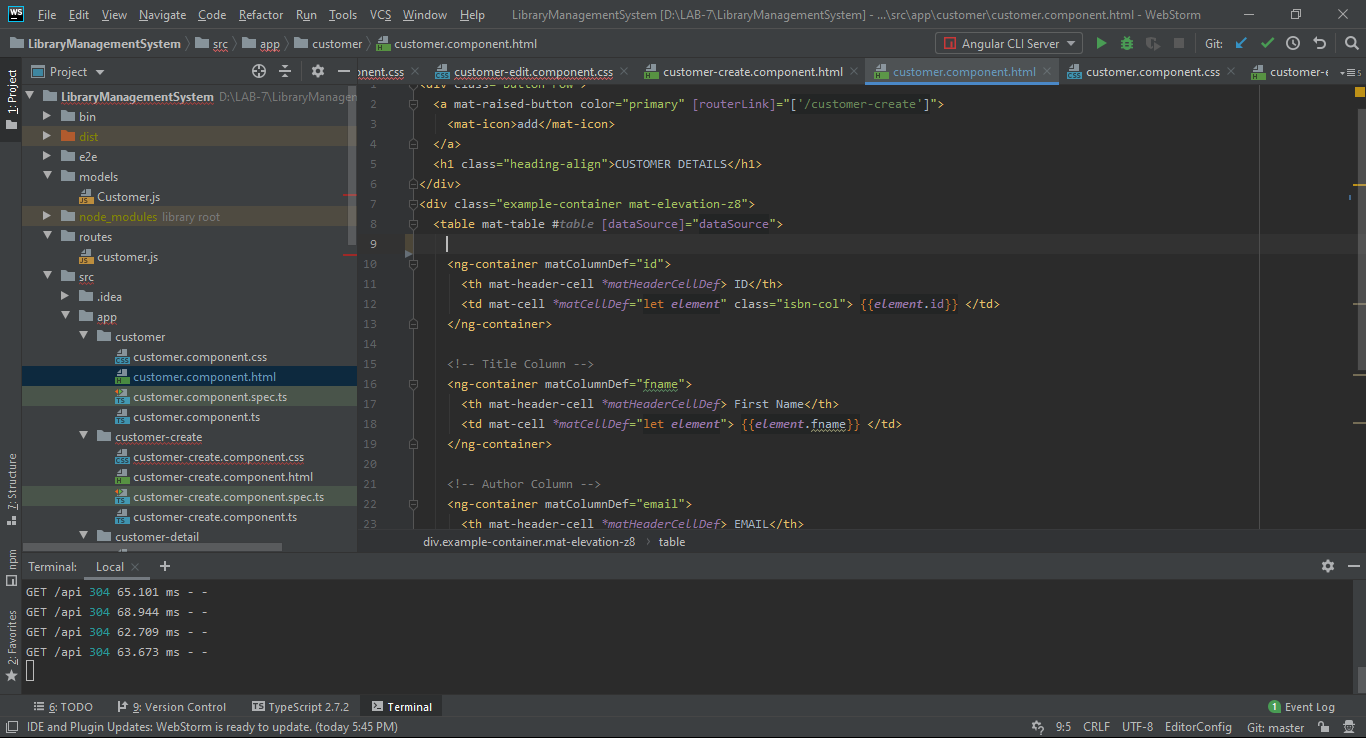 WS File Edit View Navigate Code Refactor Run Tools VCS Window Help LibraryManagementSystem [D:\LAB-7\LibraryManagementSystem] - ...\src\app\customer\customer.component.html - WebStorm
LibraryManagementSystem src app customer customer.component.html Angular CLI Server Git:
Project onent.css customer-edit.component.css customer-create.component.html customer.component.html customer.component.css customer-e
1: Project
LibraryManagementSystem D:\LAB-7\LibraryManagemen
bin
dist
e2e
models
Customer.js
node_modules library root
routes
customer.js
src
.idea
app
customer
customer.component.css
customer.component.html
customer.component.spec.ts
customer.component.ts
customer-create
customer-create.component.css
customer-create.component.html
customer-create.component.spec.ts
customer-create.component.ts
customer-detail
1 <div class="button-row">
2 <a mat-raised-button color="primary" [routerLink]="['/customer-create']">
3 <mat-icon>add</mat-icon>
4 </a>
5 <h1 class="heading-align">CUSTOMER DETAILS</h1>
6 </div>
7 <div class="example-container mat-elevation-z8">
8 <table mat-table #table [dataSource]="dataSource">
9
10 <ng-container matColumnDef="id">
11 <th mat-header-cell *matHeaderCellDef> ID</th>
12 <td mat-cell *matCellDef="let element" class="isbn-col"> {{element.id}} </td>
13 </ng-container>
14
15 <!-- Title Column -->
16 <ng-container matColumnDef="fname">
17 <th mat-header-cell *matHeaderCellDef> First Name</th>
18 <td mat-cell *matCellDef="let element"> {{element.fname}} </td>
19 </ng-container>
20
21 <!-- Author Column -->
22 <ng-container matColumnDef="email">
23 <th mat-header-cell *matHeaderCellDef> EMAIL</th>
div.example-container.mat-elevation-z8 table
Z: Structure
npm
2: Favorites
Terminal: Local
GET /api 304 65.101 ms - -
GET /api 304 68.944 ms - -
GET /api 304 62.709 ms - -
GET /api 304 63.673 ms - -
6: TODO 9: Version Control TypeScript 2.7.2 Terminal 1 Event Log
IDE and Plugin Updates: WebStorm is ready to update. (today 5:45 PM) 9:5 CRLF UTF-8 EditorConfig Git: master